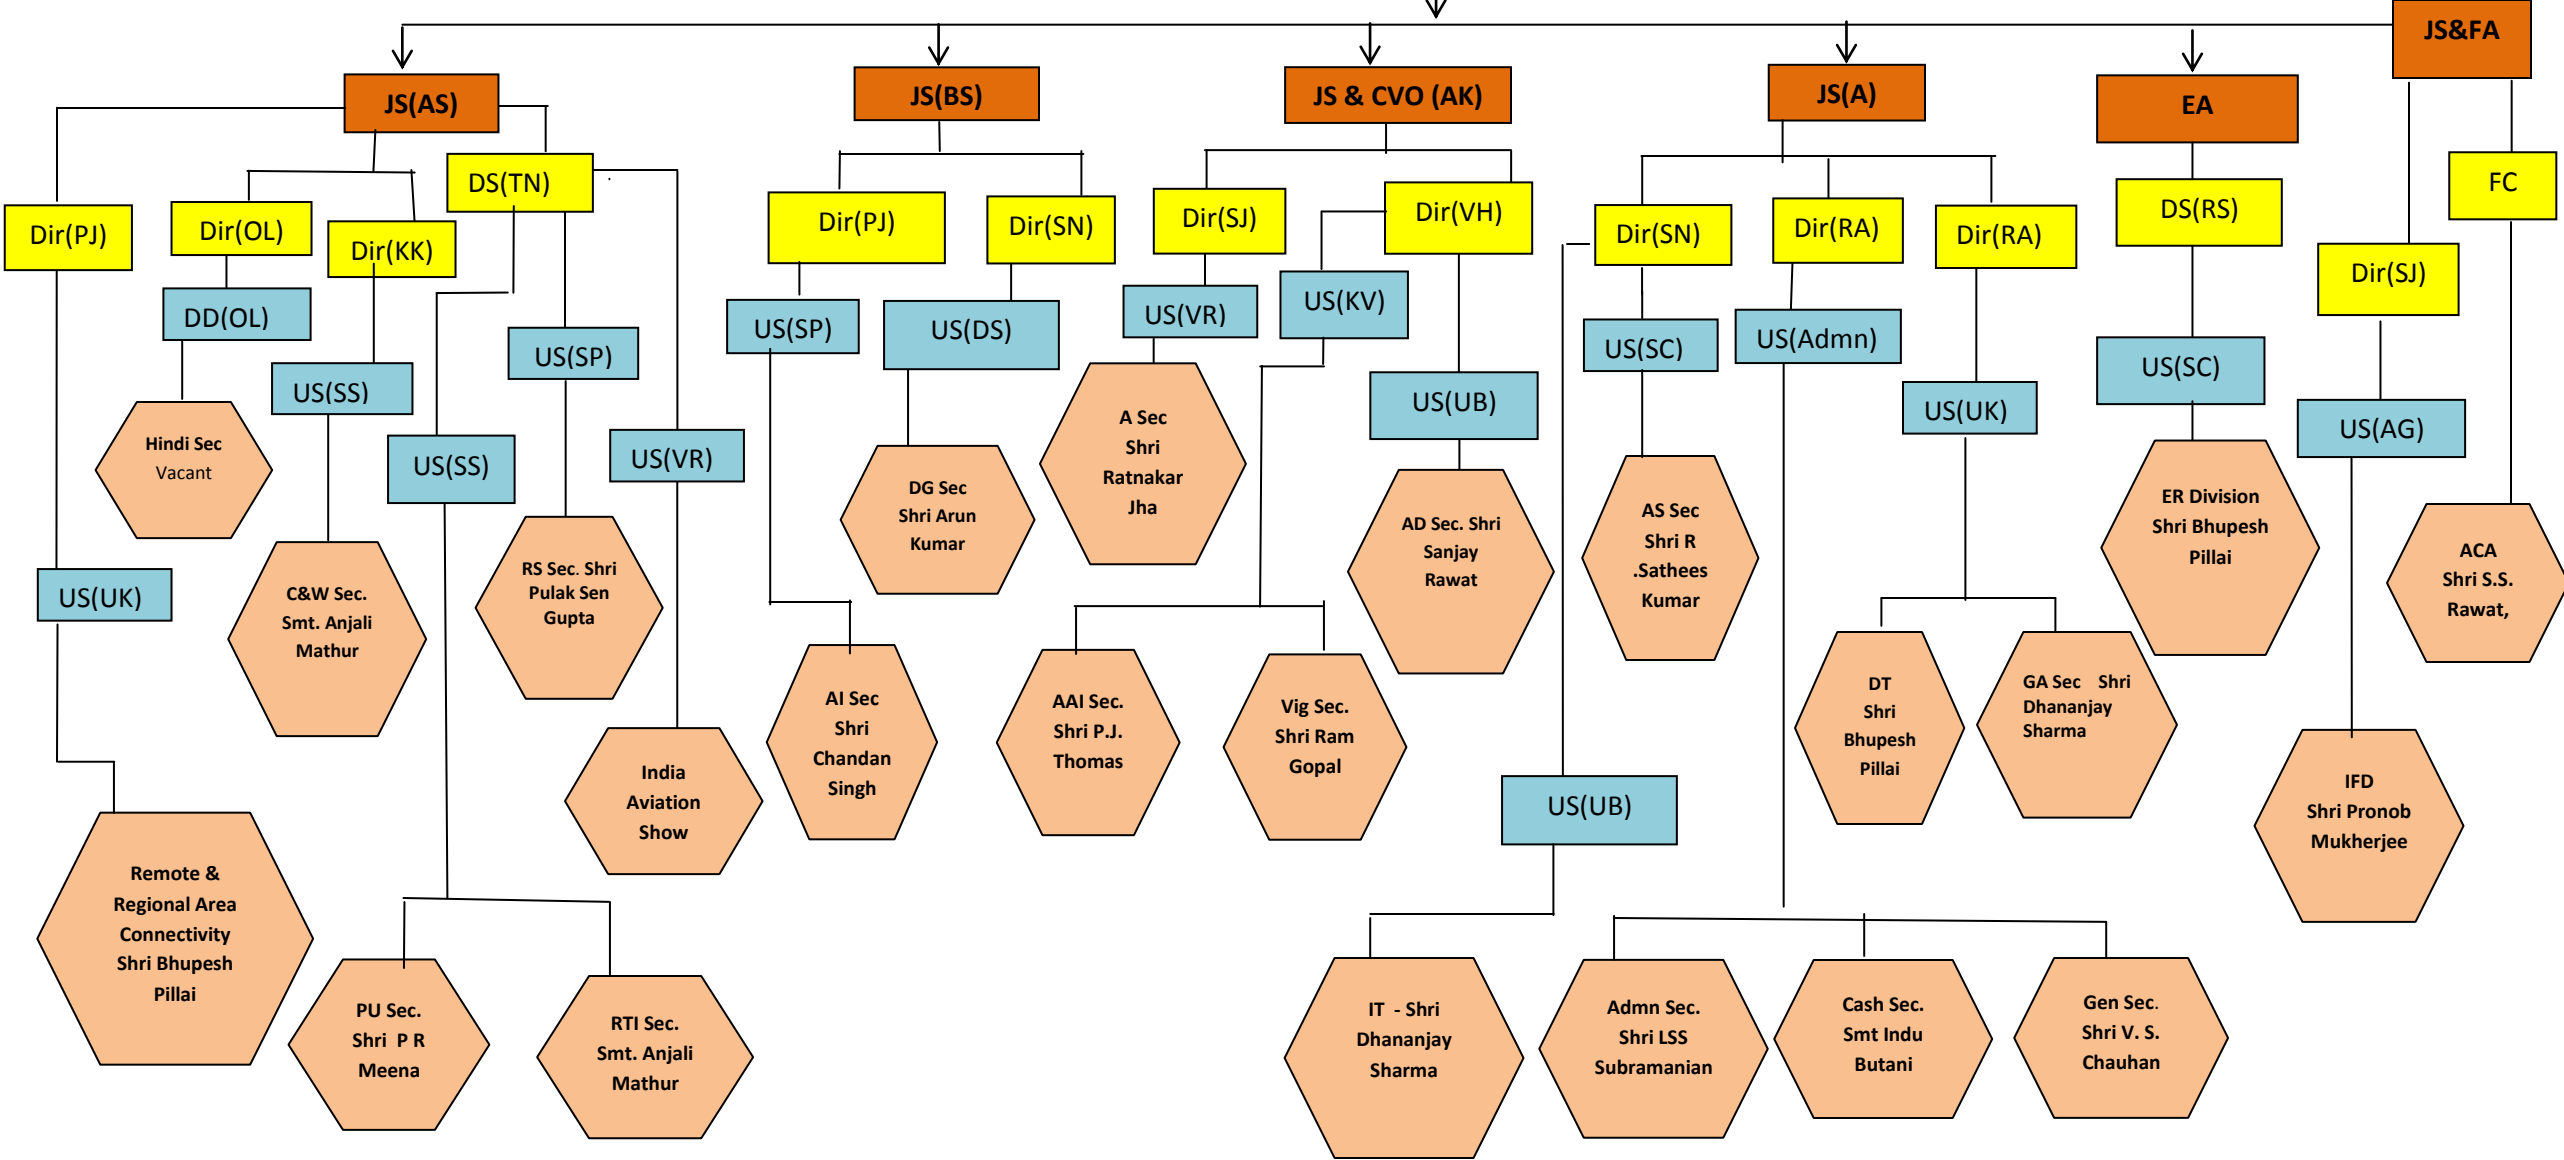 JS&FA
JS(AS)
JS(BS)
JS & CVO (AK)
JS(A)
EA
Dir(PJ)
Dir(OL)
Dir(KK)
DS(TN)
.
Dir(PJ)
Dir(SN)
Dir(SJ)
Dir(VH)
Dir(SN)
Dir(RA)
Dir(RA)
DS(RS)
Dir(SJ)
FC
DD(OL)
US(SS)
US(SP)
US(SS)
US(VR)
US(UK)
US(SP)
US(DS)
US(VR)
US(KV)
US(UB)
US(SC)
US(Admn)
US(UK)
US(SC)
US(AG)
US(UB)
Hindi Sec
Vacant
C&W Sec.
Smt. Anjali
Mathur
RS Sec. Shri
Pulak Sen
Gupta
India
Aviation
Show
Remote &
Regional Area
Connectivity
Shri Bhupesh
Pillai
PU Sec.
Shri P R
Meena
RTI Sec.
Smt. Anjali
Mathur
AI Sec
Shri
Chandan
Singh
DG Sec
Shri Arun
Kumar
A Sec
Shri
Ratnakar
Jha
AAI Sec.
Shri P.J.
Thomas
Vig Sec.
Shri Ram
Gopal
AD Sec. Shri
Sanjay
Rawat
AS Sec
Shri R
.Sathees
Kumar
IT - Shri
Dhananjay
Sharma
Admn Sec.
Shri LSS
Subramanian
Cash Sec.
Smt Indu
Butani
Gen Sec.
Shri V. S.
Chauhan
DT
Shri
Bhupesh
Pillai
GA Sec Shri
Dhananjay
Sharma
ER Division
Shri Bhupesh
Pillai
IFD
Shri Pronob
Mukherjee
ACA
Shri S.S.
Rawat,